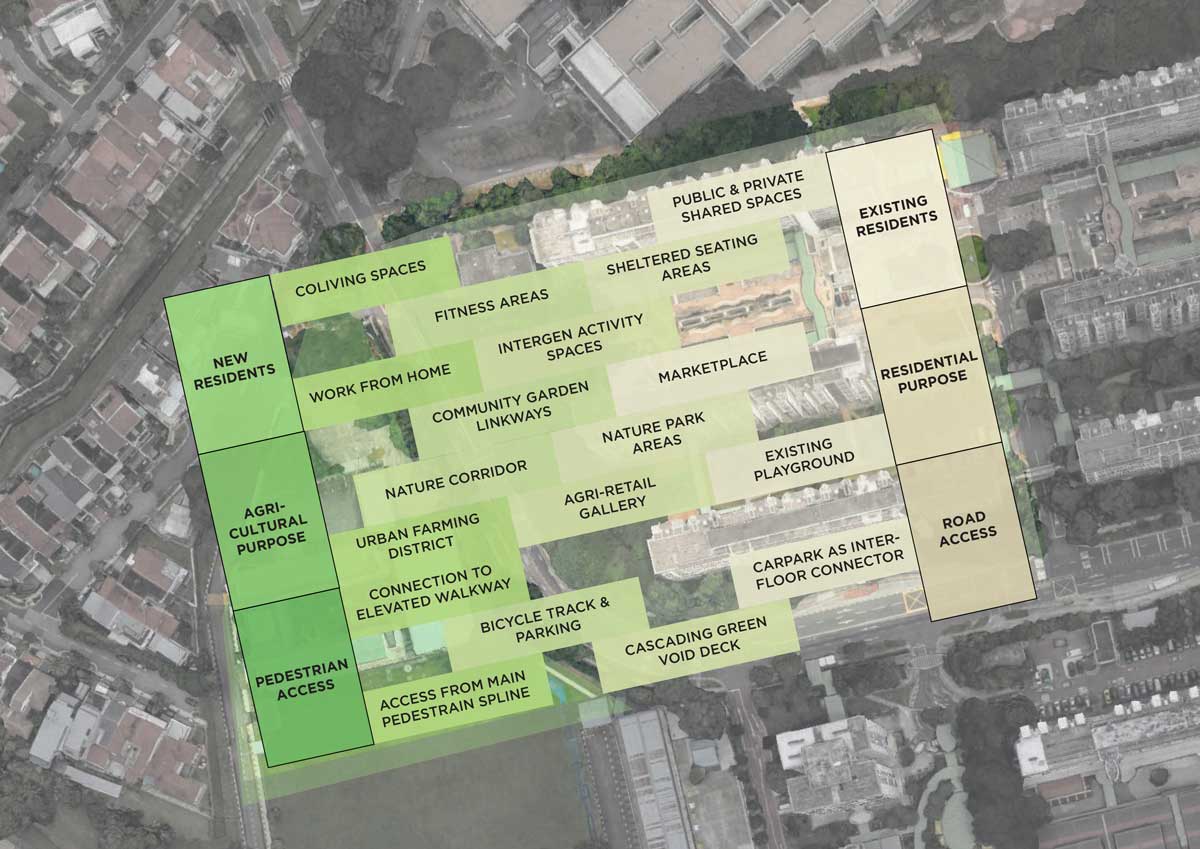 PUBLIC & PRIVATE
SHARED SPACES
EXISTING
RESIDENTS
COLIVING SPACES
SHELTERED SEATING
AREAS
FITNESS AREAS
NEW
RESIDENTS
INTERGEN ACTIVITY
SPACES
MARKETPLACE
RESIDENTIAL
PURPOSE
WORK FROM HOME
COMMUNITY GARDEN
LINKWAYS
NATURE PARK
AREAS
EXISTING
PLAYGROUND
NATURE CORRIDOR
AGRI-RETAIL
GALLERY
AGRI-
CULTURAL
PURPOSE
URBAN FARMING
DISTRICT
ROAD
ACCESS
CARPARK AS INTER-
FLOOR CONNECTOR
CONNECTION TO
ELEVATED WALKWAY
BICYCLE TRACK &
PARKING
CASCADING GREEN
VOID DECK
PEDESTRIAN
ACCESS
ACCESS FROM MAIN
PEDESTRAIN SPLINE